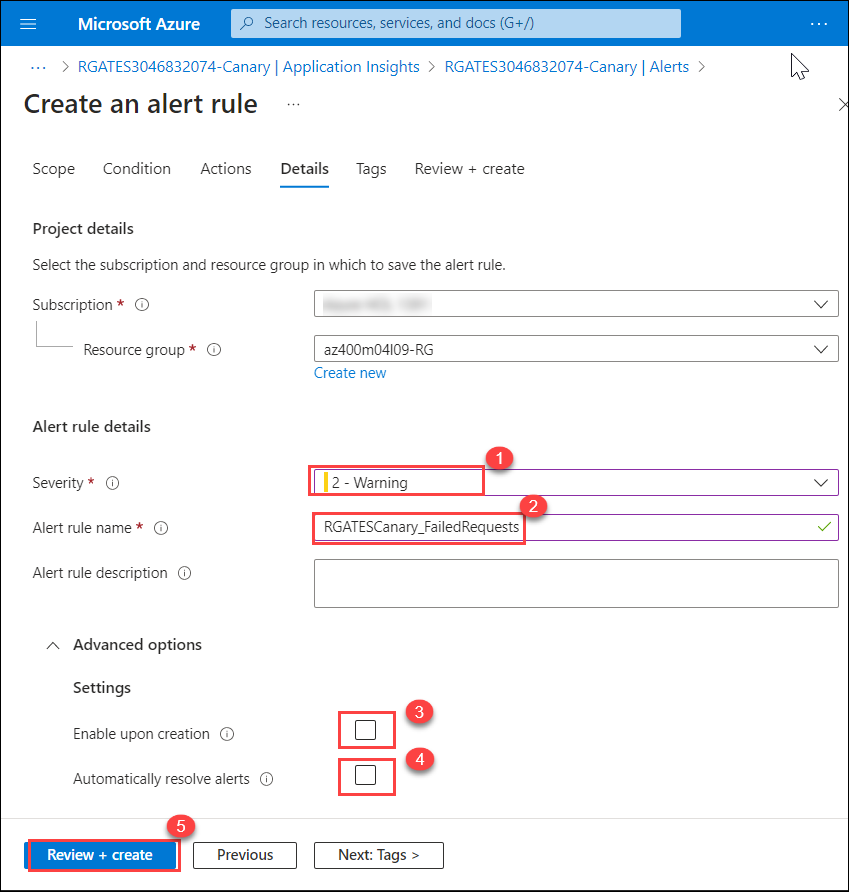 Microsoft Azure
Search resources, services, and docs (G+/)
...
... > RGATES3046832074-Canary | Application Insights > RGATES3046832074-Canary | Alerts >
Create an alert rule ...
Scope Condition Actions Details Tags Review + create
Project details
Select the subscription and resource group in which to save the alert rule.
Subscription *
Resource group * az400m04l09-RG
Create new
Alert rule details
1
Severity * 2 - Warning
2
Alert rule name * RGATESCanary_FailedRequests
Alert rule description
Advanced options
Settings
3
Enable upon creation
4
Automatically resolve alerts
5
Review + create Previous Next: Tags >